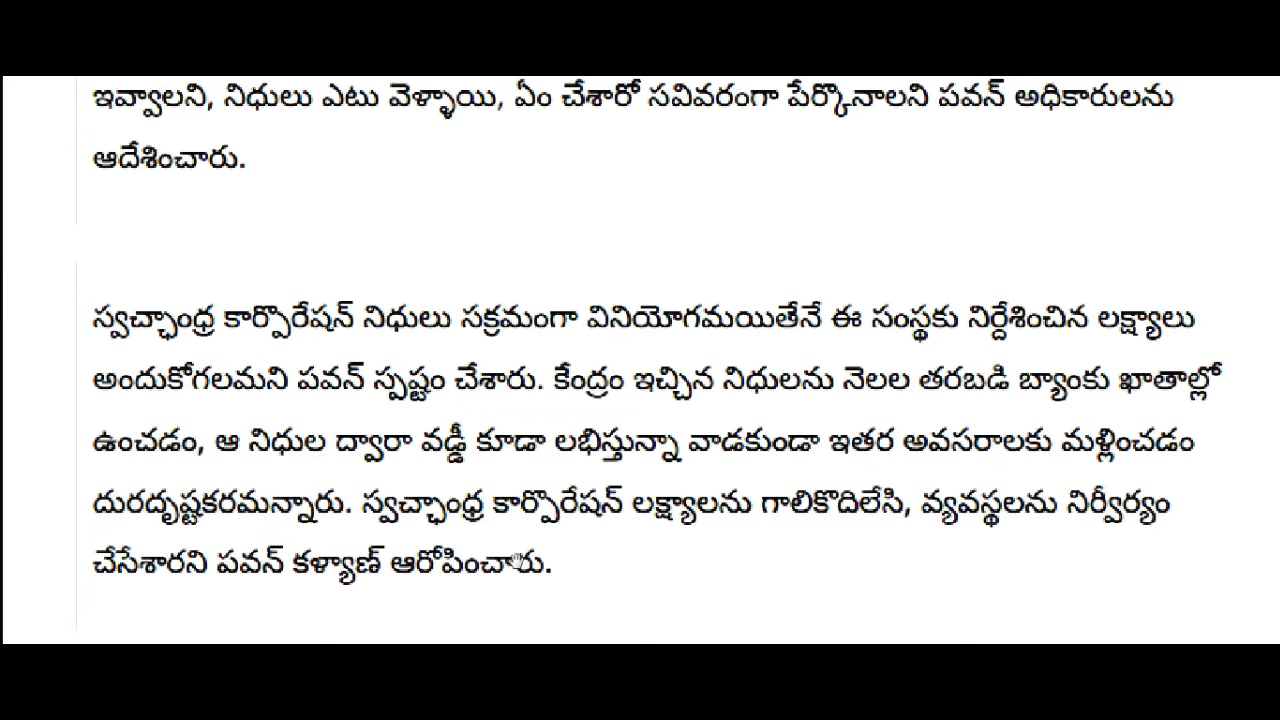 ఇవ్వాలని, నిధులు ఎటు వెళ్ళాయి, ఏం చేశారో సవివరంగా పేర్కొనాలని పవన్ అధికారులను
ఆదేశించారు.
స్వచ్ఛాంధ్ర కార్పొరేషన్ నిధులు సక్రమంగా వినియోగమయితేనే ఈ సంస్థకు నిర్దేశించిన లక్ష్యాలు
అందుకోగలమని పవన్ స్పష్టం చేశారు. కేంద్రం ఇచ్చిన నిధులను నెలల తరబడి బ్యాంకు ఖాతాల్లో
ఉంచడం, ఆ నిధుల ద్వారా వడ్డీ కూడా లభిస్తున్నా వాడకుండా ఇతర అవసరాలకు మళ్లించడం
దురదృష్టకరమన్నారు. స్వచ్ఛాంధ్ర కార్పొరేషన్ లక్ష్యాలను గాలికొదిలేసి, వ్యవస్థలను నిర్వీర్యం
చేసేశారని పవన్ కళ్యాణ్ ఆరోపించారు.